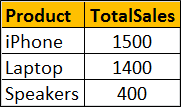 Product TotalSales
iPhone 1500
Laptop 1400
Speakers 400